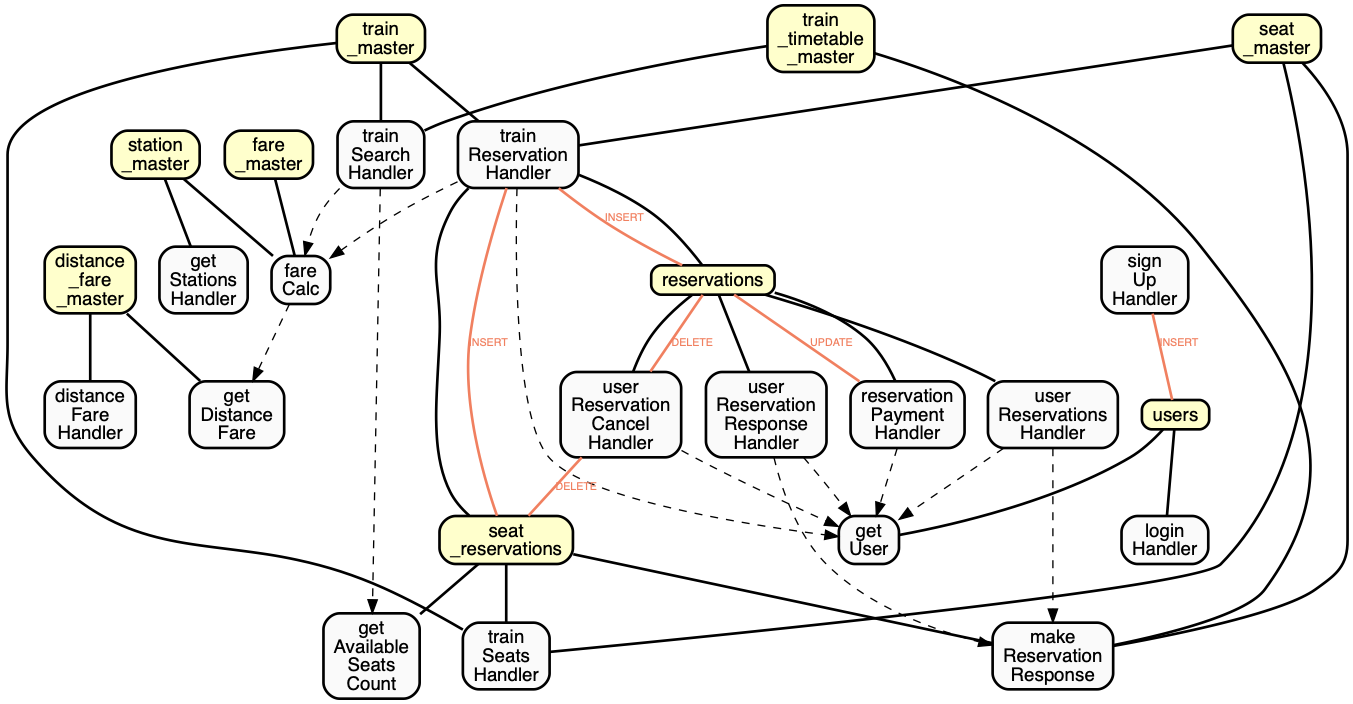 train
_master
train
_timetable
_master
seat
_master
train
Search
Handler
train
Reservation
Handler
station
_master
fare
_master
INSERT
distance
_fare
_master
get
Stations
Handler
fare
Calc
reservations
sign
Up
Handler
INSERT
DELETE
UPDATE
INSERT
distance
Fare
Handler
get
Distance
Fare
user
Reservation
Cancel
Handler
user
Reservation
Response
Handler
reservation
Payment
Handler
user
Reservations
Handler
users
DELETE
seat
_reservations
get
User
login
Handler
get
Available
Seats
Count
train
Seats
Handler
make
Reservation
Response